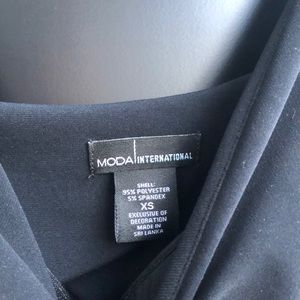 MODA INTERNATIONAL
SHELL:
95% POLYESTER
5% SPANDEX
XS
EXCLUSIVE OF
DECORATION
MADE IN
SRI LANKA